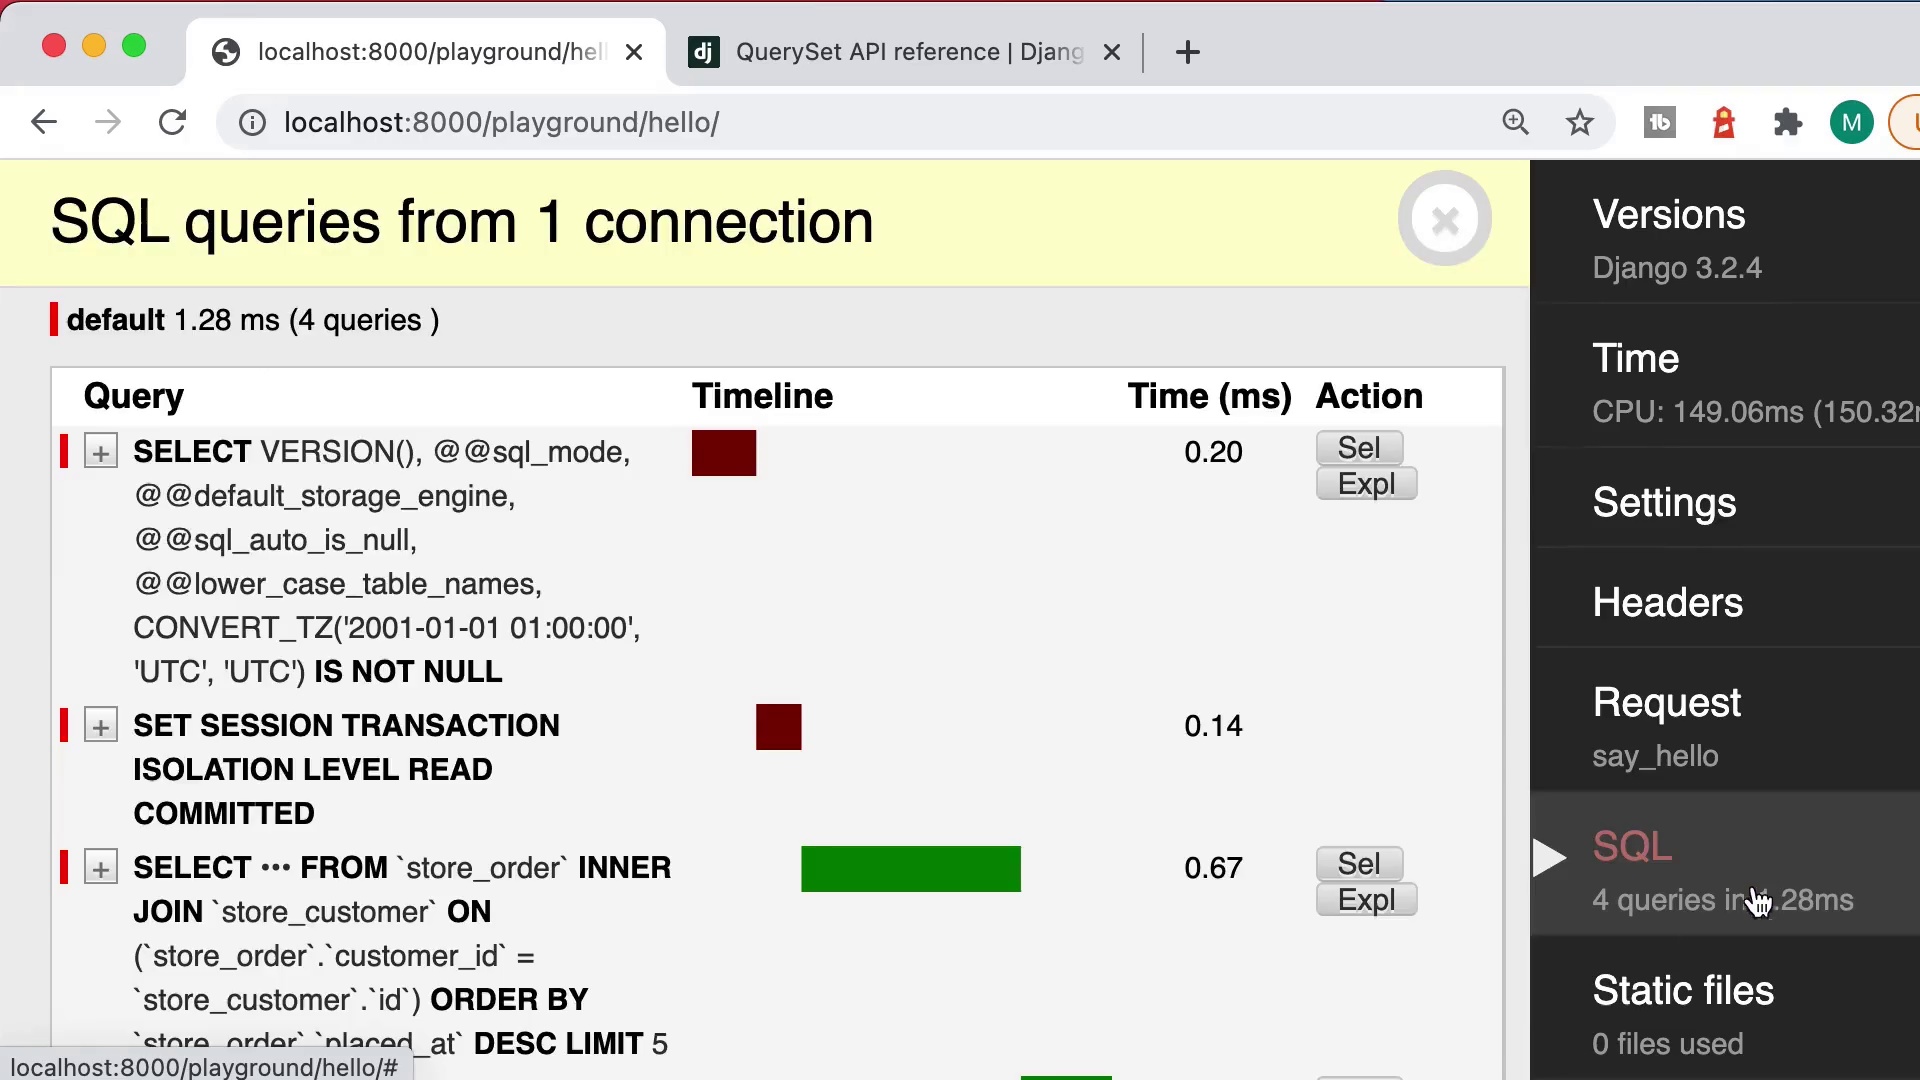 localhost:8000/playground/hel
QuerySet API reference | Djang
localhost:8000/playground/hello/
M
SQL queries from 1 connection
default 1.28 ms (4 queries )
Query Timeline Time (ms) Action
+ SELECT VERSION(), @@sql_mode, 0.20 Sel
@@default_storage_engine, Expl
@@sql_auto_is_null,
@@lower_case_table_names,
CONVERT_TZ('2001-01-01 01:00:00',
'UTC', 'UTC') IS NOT NULL
+ SET SESSION TRANSACTION 0.14
ISOLATION LEVEL READ
COMMITTED
+ SELECT ••• FROM `store_order` INNER 0.67 Sel
JOIN `store_customer` ON Expl
(`store_order`.`customer_id` =
`store_customer`.`id`) ORDER BY
`store_order`.`placed_at` DESC LIMIT 5
localhost:8000/playground/hello/#
Versions
Django 3.2.4
Time
CPU: 149.06ms (150.32
Settings
Headers
Request
say_hello
SQL
4 queries in .28ms
Static files
0 files used